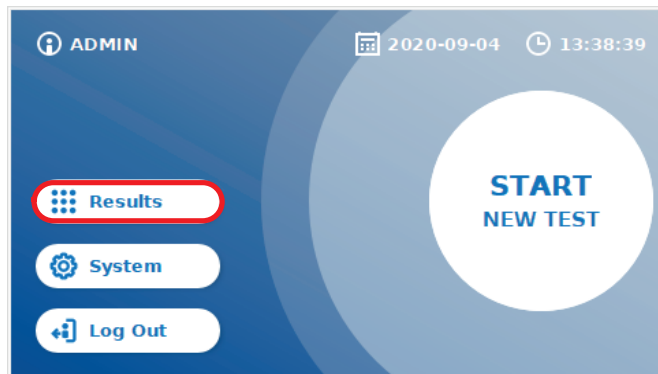 ADMIN 2020-09-04 13:38:39
START
NEW TEST
Results
System
Log Out